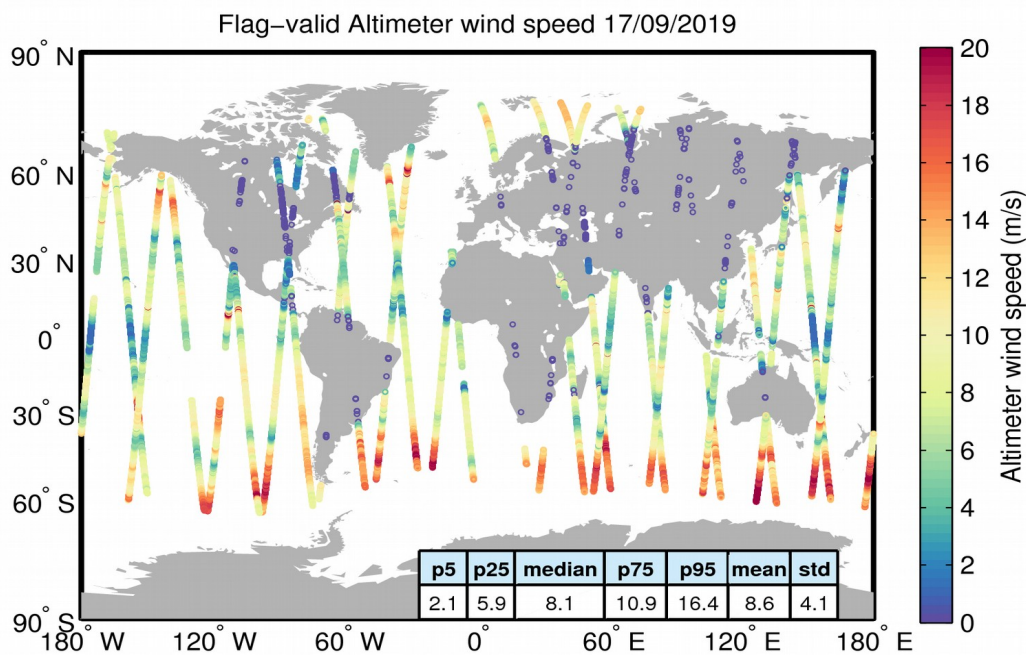 Flag−valid Altimeter wind speed 17/09/2019
90° N
60° N
30° N
0°
30° S
60° S
90° S
180° W
120° W
60° W
0°
60° E
120° E
180° E
p5 p25 median p75 p95 mean std
2.1 5.9 8.1 10.9 16.4 8.6 4.1
20
18
16
14
12
10
8
6
4
2
0
Altimeter wind speed (m/s)